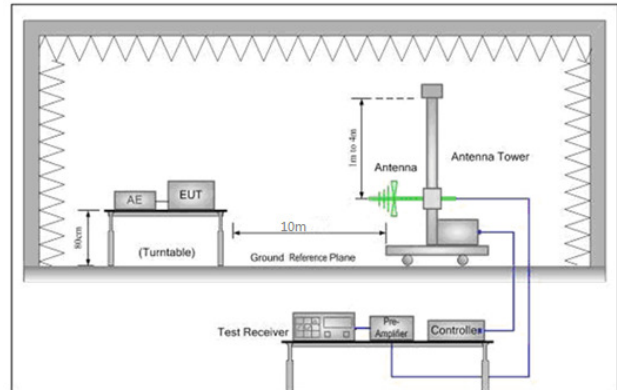 1m to 4m
Antenna
Antenna Tower
AE
EUT
80cm
(Turntable)
10m
Ground Reference Plane
Test Receiver
Pre-
Amplifier
Controller